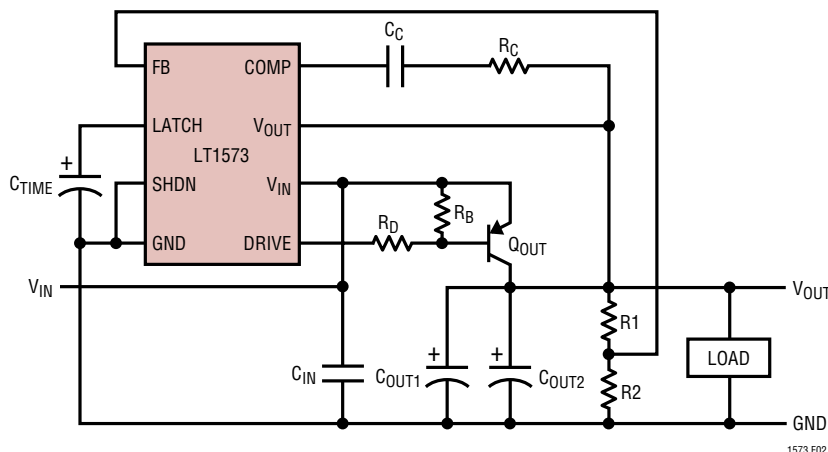 C_C
R_C
FB
COMP
LATCH
V_OUT
LT1573
C_TIME
+
SHDN
V_IN
R_B
R_D
Q_OUT
GND
DRIVE
V_IN
V_OUT
R1
+
+
LOAD
C_IN
C_OUT1
C_OUT2
R2
GND
1573 F02